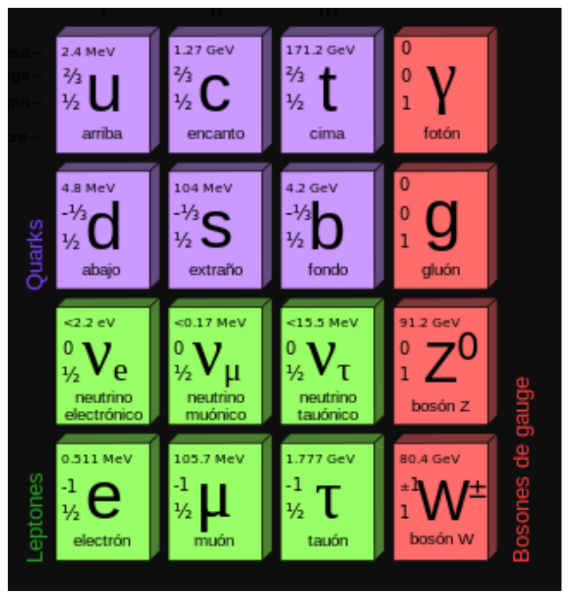 2.4 MeV
⅔
½
u
arriba
1.27 GeV
⅔
½
c
encanto
171.2 GeV
⅔
½
t
cima
0
0
1
γ
fotón
Quarks
4.8 MeV
-⅓
½
d
abajo
104 MeV
-⅓
½
s
extraño
4.2 GeV
-⅓
½
b
fondo
0
0
1
g
gluón
<2.2 eV
0
½
νe
neutrino
electrónico
<0.17 MeV
0
½
νμ
neutrino
muónico
<15.5 MeV
0
½
ντ
neutrino
tauónico
91.2 GeV
0
1
Z⁰
bosón Z
Leptones
0.511 MeV
-1
½
e
electrón
105.7 MeV
-1
½
μ
muón
1.777 GeV
-1
½
τ
tauón
80.4 GeV
±1
1
W±
bosón W
Bosones de gauge